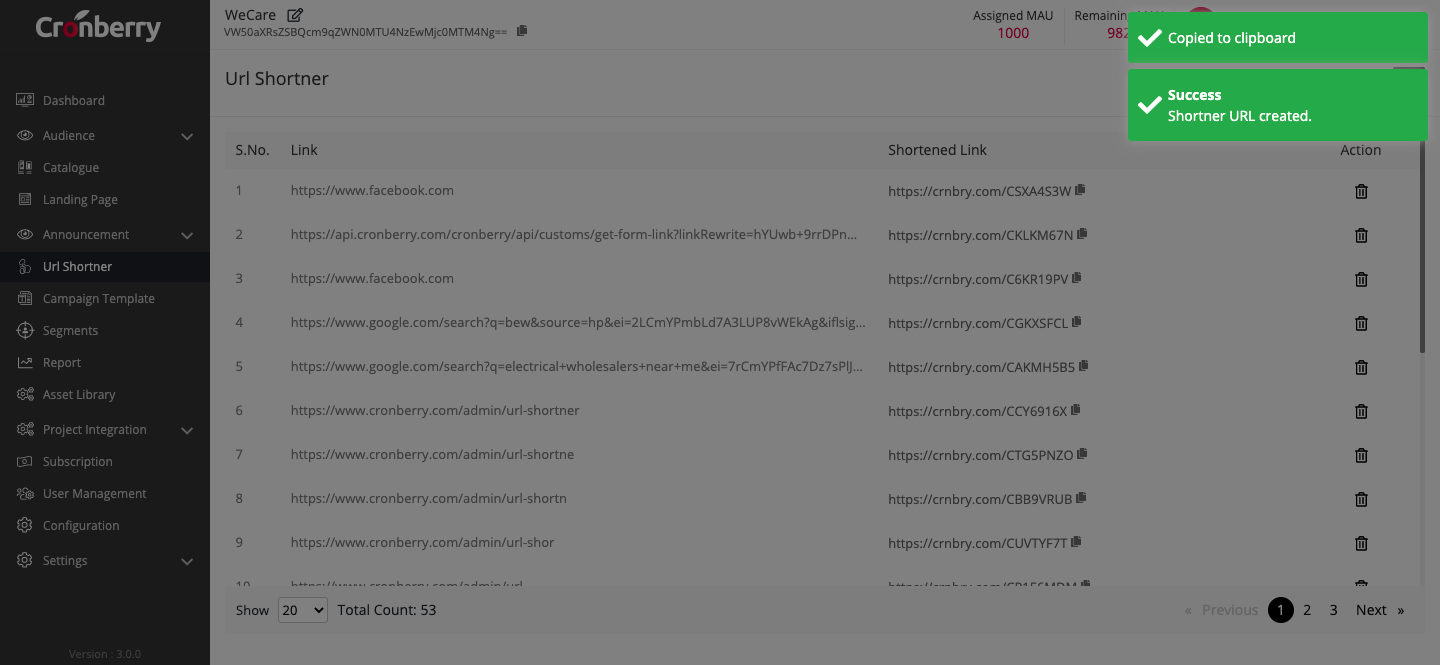 Cronberry
WeCare
VW50aXRsZSBQcm9qZWN0MTU4NzEwMjc0MTM4Ng==
Assigned MAU
1000
Remaining
982
Copied to clipboard
Success
Shortner URL created.
Url Shortner
Dashboard
Audience
Catalogue
Landing Page
Announcement
Url Shortner
Campaign Template
Segments
Report
Asset Library
Project Integration
Subscription
User Management
Configuration
Settings
Version : 3.0.0
S.No. Link Shortened Link Action
1 https://www.facebook.com https://crnbry.com/CSXA4S3W
2 https://api.cronberry.com/cronberry/api/customs/get-form-link?linkRewrite=hYUwb+9rrDPn... https://crnbry.com/CKLKM67N
3 https://www.facebook.com https://crnbry.com/C6KR19PV
4 https://www.google.com/search?q=bew&source=hp&ei=2LCmYPmbLd7A3LUP8vWEkAg&iflsig... https://crnbry.com/CGKXSFCL
5 https://www.google.com/search?q=electrical+wholesalers+near+me&ei=7rCmYPfFAc7Dz7sPlJ... https://crnbry.com/CAKMH5B5
6 https://www.cronberry.com/admin/url-shortner https://crnbry.com/CCY6916X
7 https://www.cronberry.com/admin/url-shortne https://crnbry.com/CTG5PNZO
8 https://www.cronberry.com/admin/url-shortn https://crnbry.com/CBB9VRUB
9 https://www.cronberry.com/admin/url-shor https://crnbry.com/CUVTYF7T
10 https://www.cronberry.com/admin/url
Show 20 Total Count: 53
« Previous 1 2 3 Next »